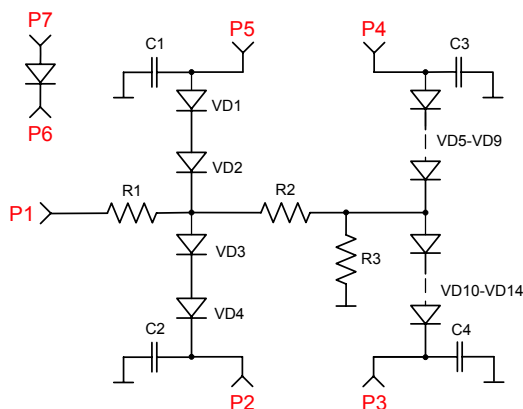 P7
C1
P5
P4
C3
VD1
VD5-VD9
P6
VD2
P1
R1
R2
VD3
R3
VD10-VD14
VD4
C2
C4
P2
P3